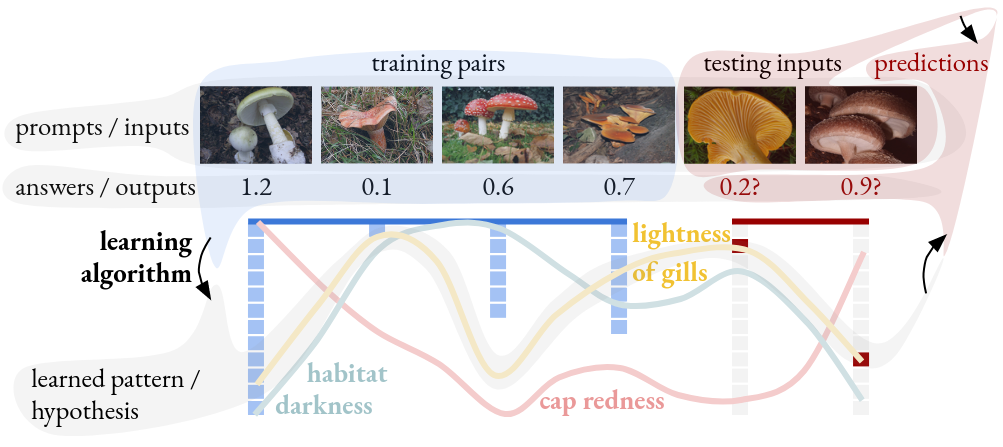 training pairs
testing inputs
predictions
prompts / inputs
answers / outputs
1.2
0.1
0.6
0.7
0.2?
0.9?
learning
algorithm
lightness
of gills
learned pattern /
hypothesis
habitat
darkness
cap redness